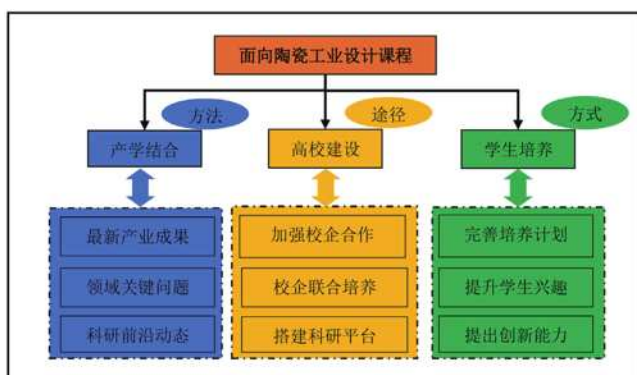 面向陶瓷工业设计课程
方法
途径
方式
产学结合
高校建设
学生培养
最新产业成果
加强校企合作
完善培养计划
领域关键问题
校企联合培养
提升学生兴趣
科研前沿动态
搭建科研平台
提出创新能力